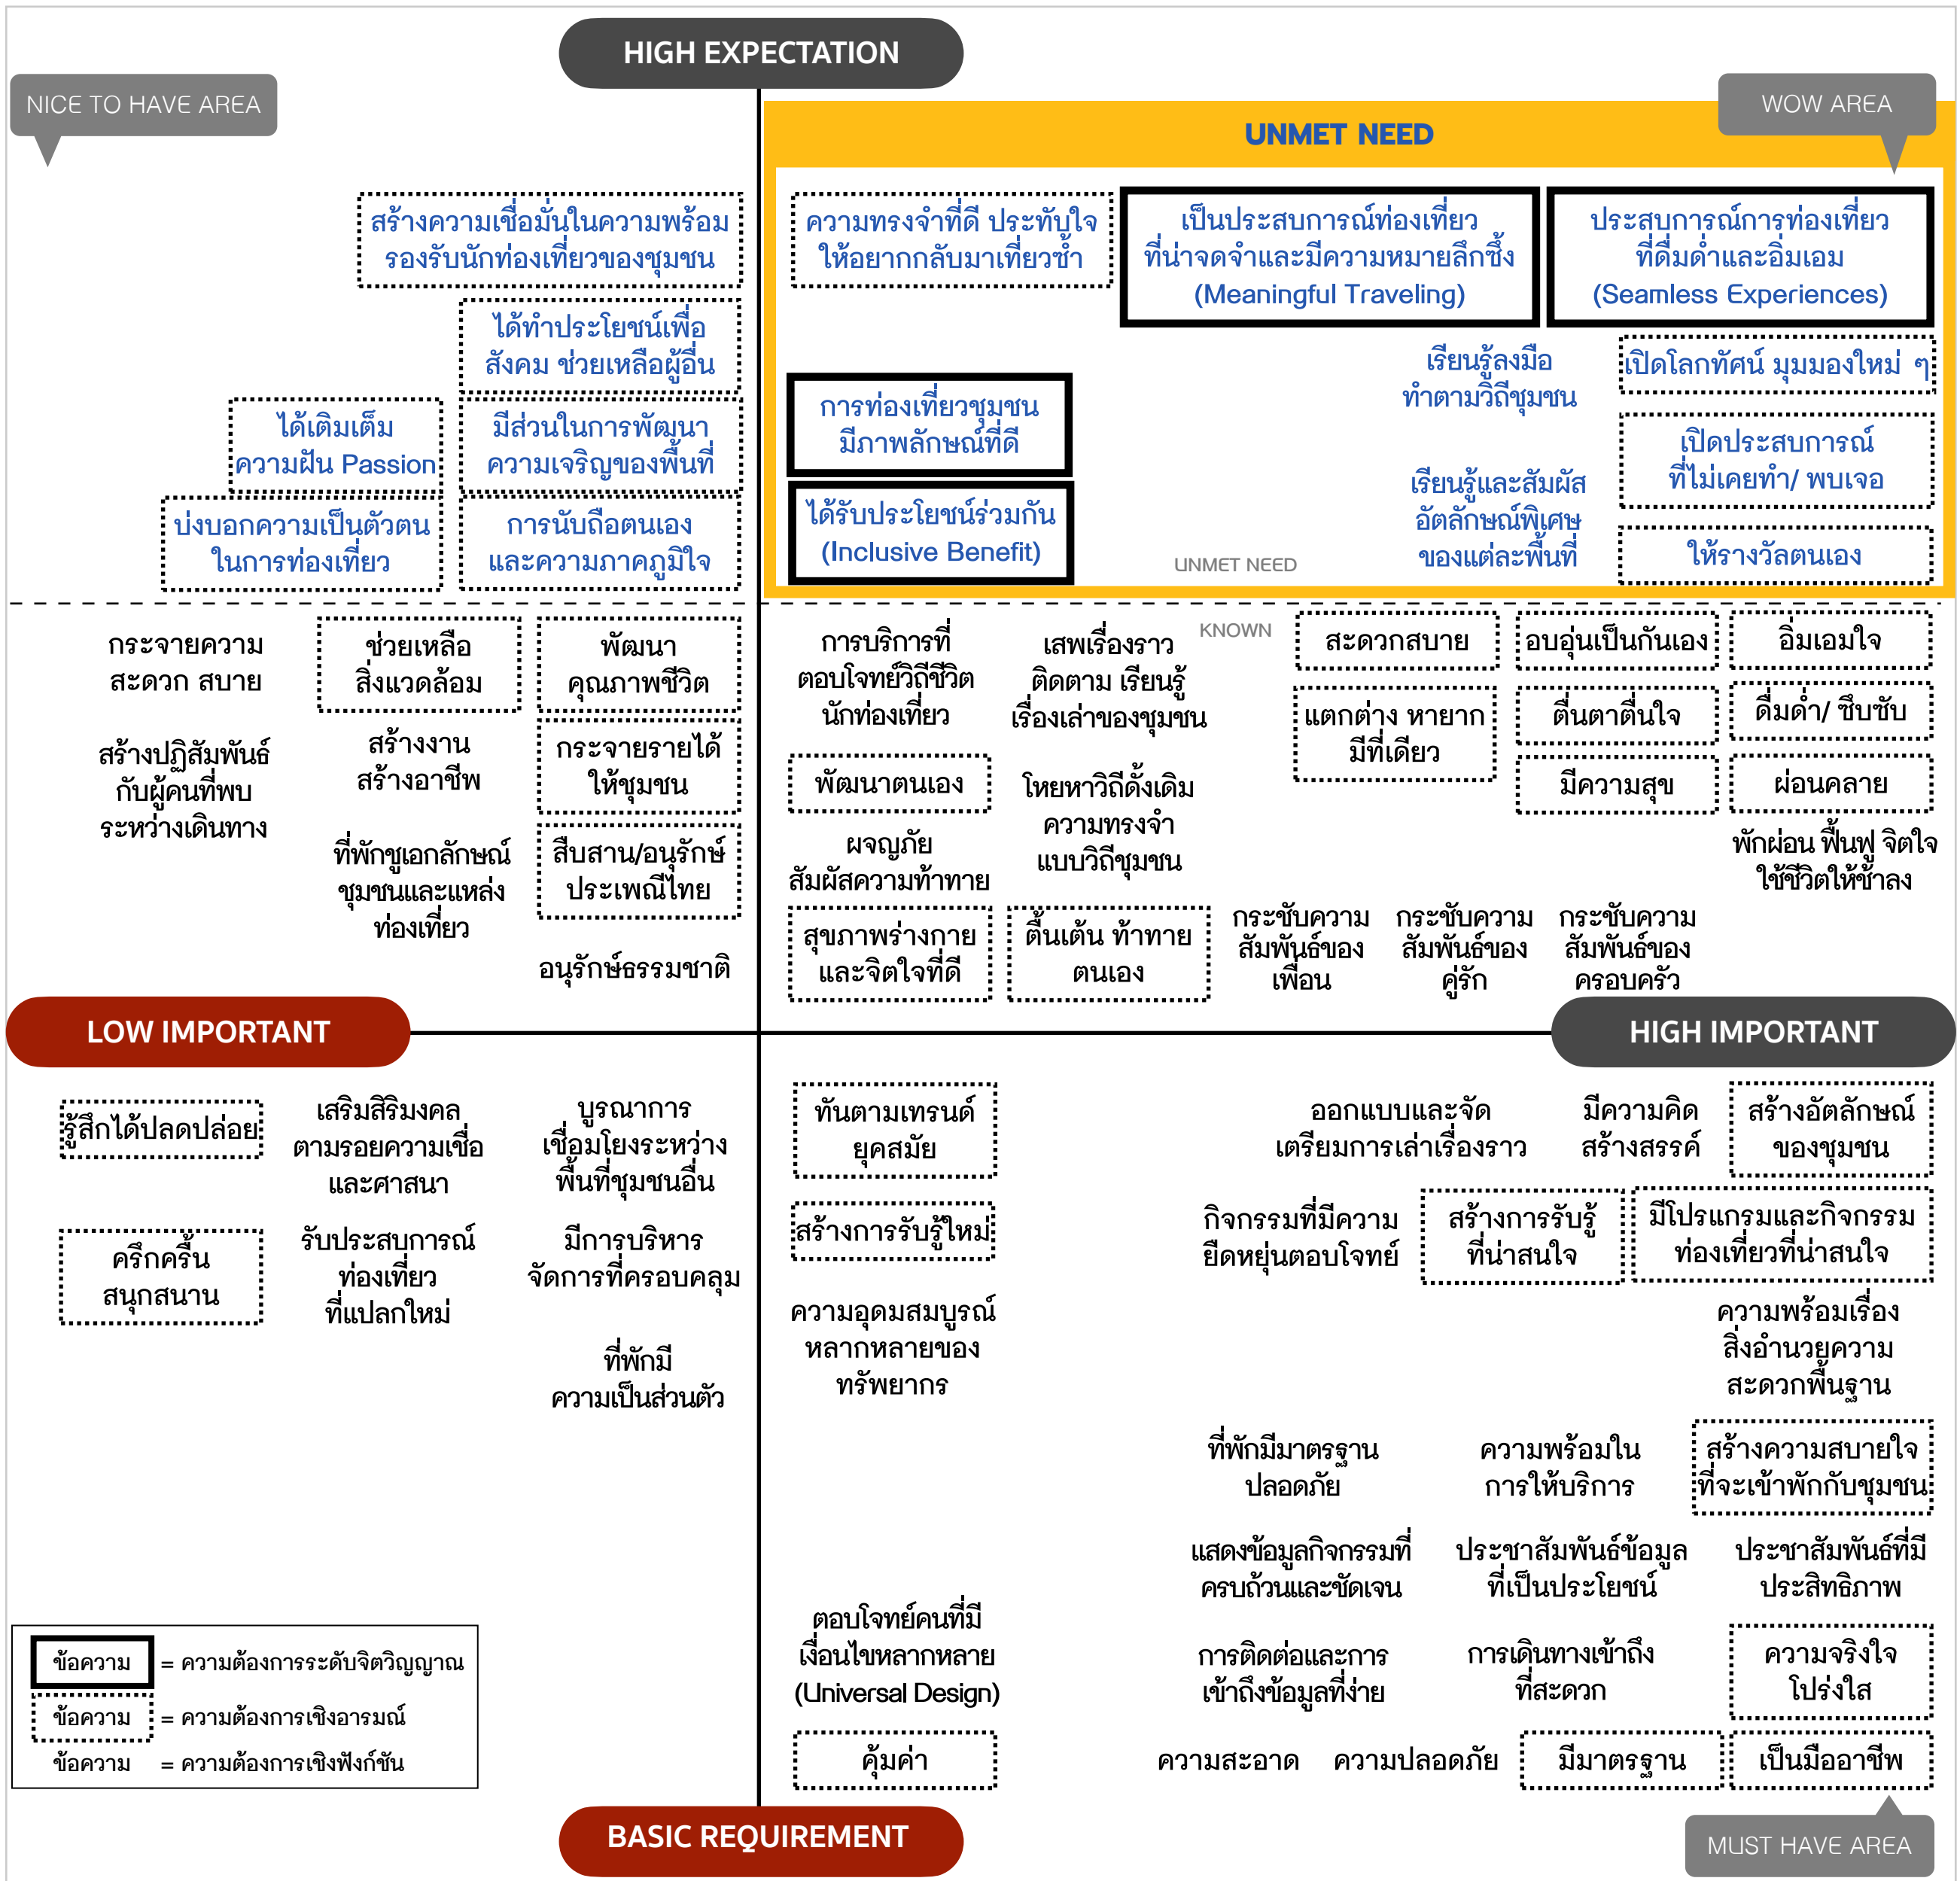 HIGH EXPECTATION
NICE TO HAVE AREA
WOW AREA
UNMET NEED
สร้างความเชื่อมั่นในความพร้อม
รองรับนักท่องเที่ยวของชุมชน
ได้ทำประโยชน์เพื่อ
สังคม ช่วยเหลือผู้อื่น
ได้เติมเต็ม
ความฝัน Passion
มีส่วนในการพัฒนา
ความเจริญของพื้นที่
บ่งบอกความเป็นตัวตน
ในการท่องเที่ยว
การนับถือตนเอง
และความภาคภูมิใจ
ความทรงจำที่ดี ประทับใจ
ให้อยากกลับมาเที่ยวซ้ำ
เป็นประสบการณ์ท่องเที่ยว
ที่น่าจดจำและมีความหมายลึกซึ้ง
(Meaningful Traveling)
ประสบการณ์การท่องเที่ยว
ที่ดื่มด่ำและอิ่มเอม
(Seamless Experiences)
การท่องเที่ยวชุมชน
มีภาพลักษณ์ที่ดี
ได้รับประโยชน์ร่วมกัน
(Inclusive Benefit)
เรียนรู้ลงมือ
ทำตามวิถีชุมชน
เปิดโลกทัศน์ มุมมองใหม่ ๆ
เปิดประสบการณ์
ที่ไม่เคยทำ/ พบเจอ
เรียนรู้และสัมผัส
อัตลักษณ์พิเศษ
ของแต่ละพื้นที่
ให้รางวัลตนเอง
UNMET NEED
KNOWN
กระจายความ
สะดวก สบาย
ช่วยเหลือ
สิ่งแวดล้อม
พัฒนา
คุณภาพชีวิต
สร้างปฏิสัมพันธ์
กับผู้คนที่พบ
ระหว่างเดินทาง
สร้างงาน
สร้างอาชีพ
กระจายรายได้
ให้ชุมชน
ที่พักชูเอกลักษณ์
ชุมชนและแหล่ง
ท่องเที่ยว
สืบสาน/อนุรักษ์
ประเพณีไทย
อนุรักษ์ธรรมชาติ
การบริการที่
ตอบโจทย์วิถีชีวิต
นักท่องเที่ยว
เสพเรื่องราว
ติดตาม เรียนรู้
เรื่องเล่าของชุมชน
สะดวกสบาย
อบอุ่นเป็นกันเอง
อิ่มเอมใจ
แตกต่าง หายาก
มีที่เดียว
ตื่นตาตื่นใจ
ดื่มด่ำ/ ซึบซับ
พัฒนาตนเอง
โหยหาวิถีดั้งเดิม
ความทรงจำ
แบบวิถีชุมชน
มีความสุข
ผ่อนคลาย
ผจญภัย
สัมผัสความท้าทาย
พักผ่อน ฟื้นฟู จิตใจ
ใช้ชีวิตให้ช้าลง
สุขภาพร่างกาย
และจิตใจที่ดี
ตื้นเต้น ท้าทาย
ตนเอง
กระชับความ
สัมพันธ์ของ
เพื่อน
กระชับความ
สัมพันธ์ของ
คู่รัก
กระชับความ
สัมพันธ์ของ
ครอบครัว
LOW IMPORTANT
HIGH IMPORTANT
รู้สึกได้ปลดปล่อย
เสริมสิริมงคล
ตามรอยความเชื่อ
และศาสนา
บูรณาการ
เชื่อมโยงระหว่าง
พื้นที่ชุมชนอื่น
ครึกครื้น
สนุกสนาน
รับประสบการณ์
ท่องเที่ยว
ที่แปลกใหม่
มีการบริหาร
จัดการที่ครอบคลุม
ที่พักมี
ความเป็นส่วนตัว
ทันตามเทรนด์
ยุคสมัย
ออกแบบและจัด
เตรียมการเล่าเรื่องราว
มีความคิด
สร้างสรรค์
สร้างอัตลักษณ์
ของชุมชน
สร้างการรับรู้ใหม่
กิจกรรมที่มีความ
ยืดหยุ่นตอบโจทย์
สร้างการรับรู้
ที่น่าสนใจ
มีโปรแกรมและกิจกรรม
ท่องเที่ยวที่น่าสนใจ
ความอุดมสมบูรณ์
หลากหลายของ
ทรัพยากร
ความพร้อมเรื่อง
สิ่งอำนวยความ
สะดวกพื้นฐาน
ที่พักมีมาตรฐาน
ปลอดภัย
ความพร้อมใน
การให้บริการ
สร้างความสบายใจ
ที่จะเข้าพักกับชุมชน
แสดงข้อมูลกิจกรรมที่
ครบถ้วนและชัดเจน
ประชาสัมพันธ์ข้อมูล
ที่เป็นประโยชน์
ประชาสัมพันธ์ที่มี
ประสิทธิภาพ
ตอบโจทย์คนที่มี
เงื่อนไขหลากหลาย
(Universal Design)
การติดต่อและการ
เข้าถึงข้อมูลที่ง่าย
การเดินทางเข้าถึง
ที่สะดวก
ความจริงใจ
โปร่งใส
คุ้มค่า
ความสะอาด
ความปลอดภัย
มีมาตรฐาน
เป็นมืออาชีพ
ข้อความ = ความต้องการระดับจิตวิญญาณ
ข้อความ = ความต้องการเชิงอารมณ์
ข้อความ = ความต้องการเชิงฟังก์ชัน
BASIC REQUIREMENT
MUST HAVE AREA